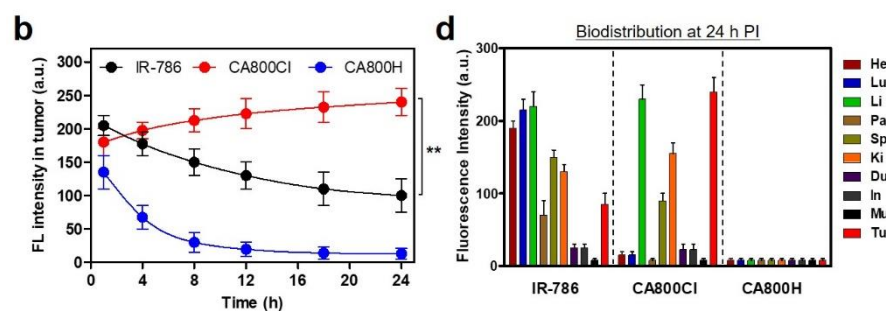 b
IR-786 CA800Cl CA800H
FL intensity in tumor (a.u.)
300
250
200
150
100
50
0
**
0 4 8 12 16 20 24
Time (h)
d
Biodistribution at 24 h PI
Fluorescence Intensity (a.u.)
300
200
100
0
IR-786 CA800Cl CA800H
He
Lu
Li
Pa
Sp
Ki
Du
In
Mu
Tu